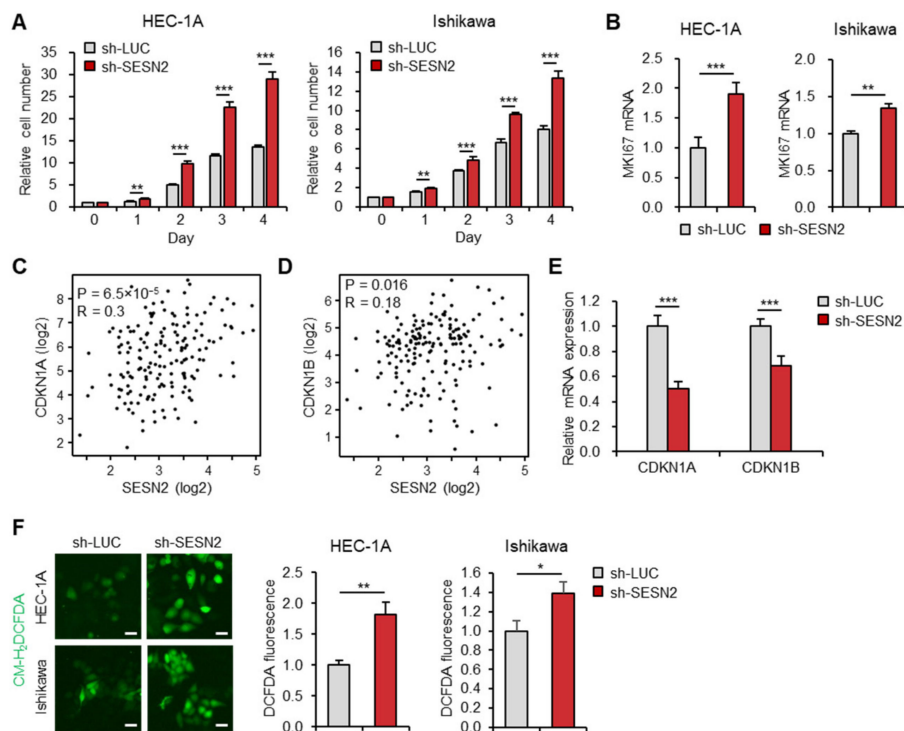 A
HEC-1A
sh-LUC
sh-SESN2
Relative cell number
35
30
25
20
15
10
5
0
** *** *** ***
0 1 2 3 4
Day
Ishikawa
sh-LUC
sh-SESN2
Relative cell number
16
14
12
10
8
6
4
2
0
** *** *** ***
0 1 2 3 4
Day
B
HEC-1A
MKI67 mRNA
2.5
2.0
1.5
1.0
0.5
0.0
***
Ishikawa
MKI67 mRNA
2.0
1.5
1.0
0.5
0.0
**
sh-LUC sh-SESN2
C
P = 6.5×10⁻⁵
R = 0.3
CDKN1A (log2)
8
7
6
5
4
3
2
2 3 4 5
SESN2 (log2)
D
P = 0.016
R = 0.18
CDKN1B (log2)
6
5
4
3
2
1
2 3 4 5
SESN2 (log2)
E
sh-LUC
sh-SESN2
Relative mRNA expression
1.2
1.0
0.8
0.6
0.4
0.2
0.0
*** ***
CDKN1A CDKN1B
F
sh-LUC sh-SESN2
CM-H₂DCFDA
HEC-1A
Ishikawa
HEC-1A
DCFDA fluorescence
2.5
2.0
1.5
1.0
0.5
0.0
**
Ishikawa
DCFDA fluorescence
1.8
1.6
1.4
1.2
1.0
0.8
0.6
0.4
0.2
0.0
*
sh-LUC
sh-SESN2